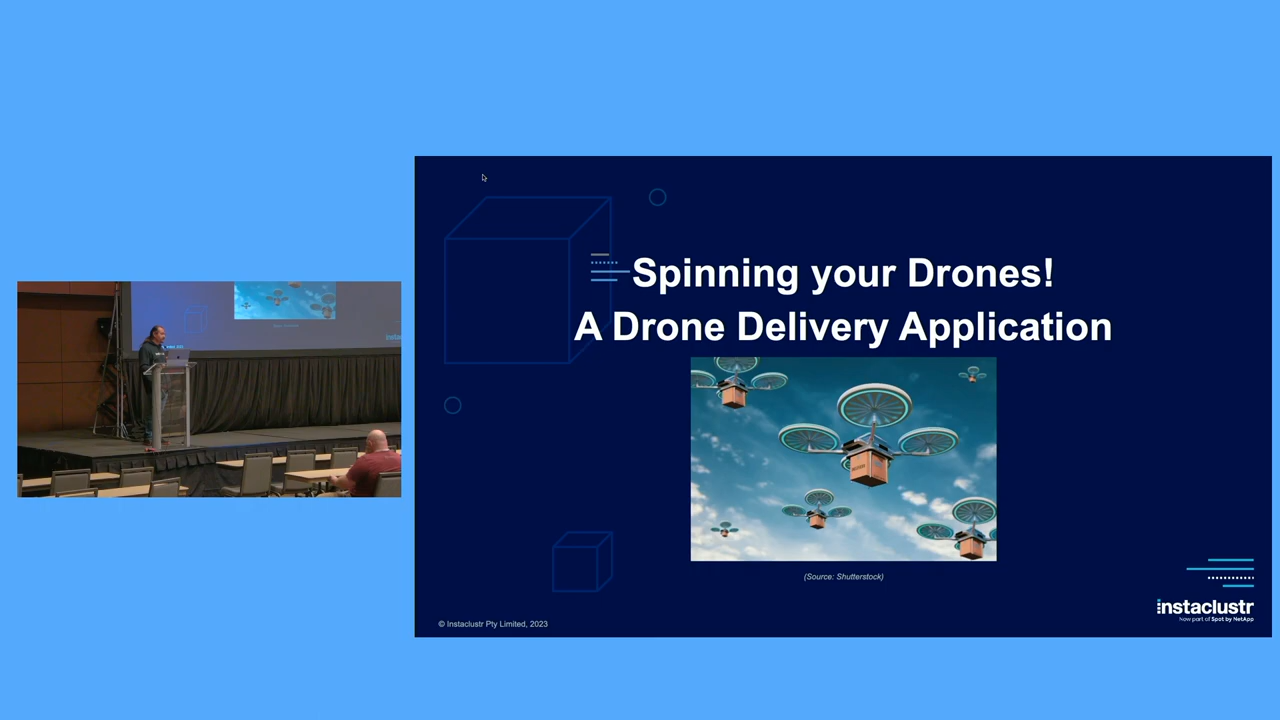 Spinning your Drones!
A Drone Delivery Application
(Source: Shutterstock)
© Instaclustr Pty Limited, 2023
instaclustr
Now part of Spot by NetApp